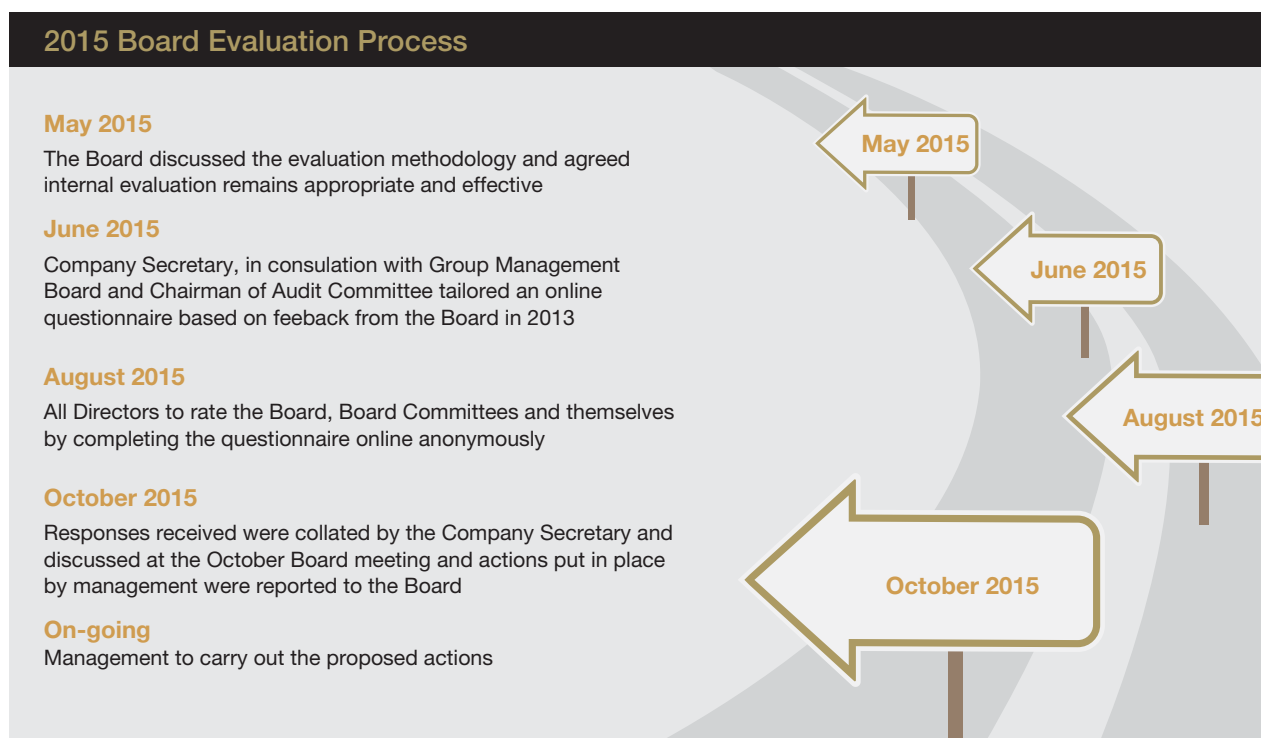 2015 Board Evaluation Process
May 2015
The Board discussed the evaluation methodology and agreed
internal evaluation remains appropriate and effective
June 2015
Company Secretary, in consulation with Group Management
Board and Chairman of Audit Committee tailored an online
questionnaire based on feeback from the Board in 2013
August 2015
All Directors to rate the Board, Board Committees and themselves
by completing the questionnaire online anonymously
October 2015
Responses received were collated by the Company Secretary and
discussed at the October Board meeting and actions put in place
by management were reported to the Board
On-going
Management to carry out the proposed actions
May 2015
June 2015
August 2015
October 2015